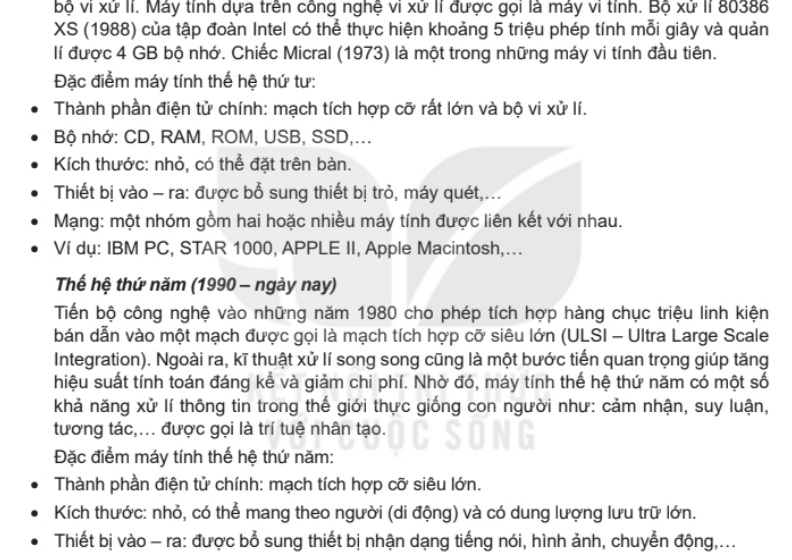 bộ vi xử lí. Máy tính dựa trên công nghệ vi xử lí được gọi là máy vi tính. Bộ xử lí 80386
XS (1988) của tập đoàn Intel có thể thực hiện khoảng 5 triệu phép tính mỗi giây và quản
lí được 4 GB bộ nhớ. Chiếc Micral (1973) là một trong những máy vi tính đầu tiên.
Đặc điểm máy tính thế hệ thứ tư:
• Thành phần điện tử chính: mạch tích hợp cỡ rất lớn và bộ vi xử lí.
• Bộ nhớ: CD, RAM, ROM, USB, SSD,...
• Kích thước: nhỏ, có thể đặt trên bàn.
• Thiết bị vào – ra: được bổ sung thiết bị trỏ, máy quét,...
• Mạng: một nhóm gồm hai hoặc nhiều máy tính được liên kết với nhau.
• Ví dụ: IBM PC, STAR 1000, APPLE II, Apple Macintosh,...
Thế hệ thứ năm (1990 – ngày nay)
Tiến bộ công nghệ vào những năm 1980 cho phép tích hợp hàng chục triệu linh kiện
bán dẫn vào một mạch được gọi là mạch tích hợp cỡ siêu lớn (ULSI – Ultra Large Scale
Integration). Ngoài ra, kĩ thuật xử lí song song cũng là một bước tiến quan trọng giúp tăng
hiệu suất tính toán đáng kể và giảm chi phí. Nhờ đó, máy tính thế hệ thứ năm có một số
khả năng xử lí thông tin trong thế giới thực giống con người như: cảm nhận, suy luận,
tương tác,... được gọi là trí tuệ nhân tạo.
KẾT NỐI TRI THỨC
VỚI CUỘC SỐNG
Đặc điểm máy tính thế hệ thứ năm:
• Thành phần điện tử chính: mạch tích hợp cỡ siêu lớn.
• Kích thước: nhỏ, có thể mang theo người (di động) và có dung lượng lưu trữ lớn.
• Thiết bị vào – ra: được bổ sung thiết bị nhận dạng tiếng nói, hình ảnh, chuyển động,...